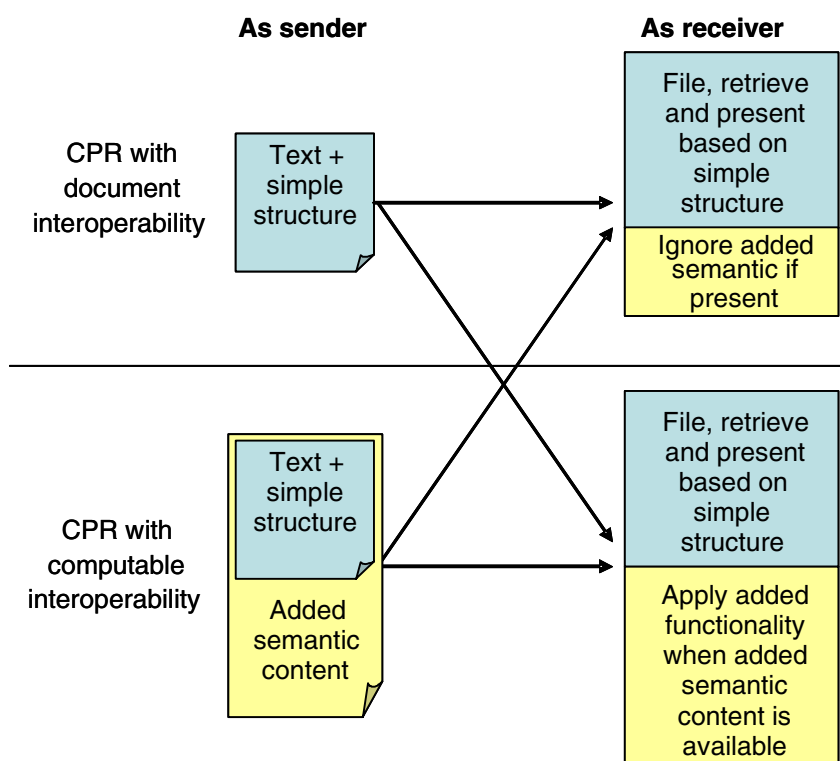 As sender
As receiver
CPR with
document
interoperability
Text +
simple
structure
File, retrieve
and present
based on
simple
structure
Ignore added
semantic if
present
CPR with
computable
interoperability
Text +
simple
structure
Added
semantic
content
File, retrieve
and present
based on
simple
structure
Apply added
functionality
when added
semantic
content is
available